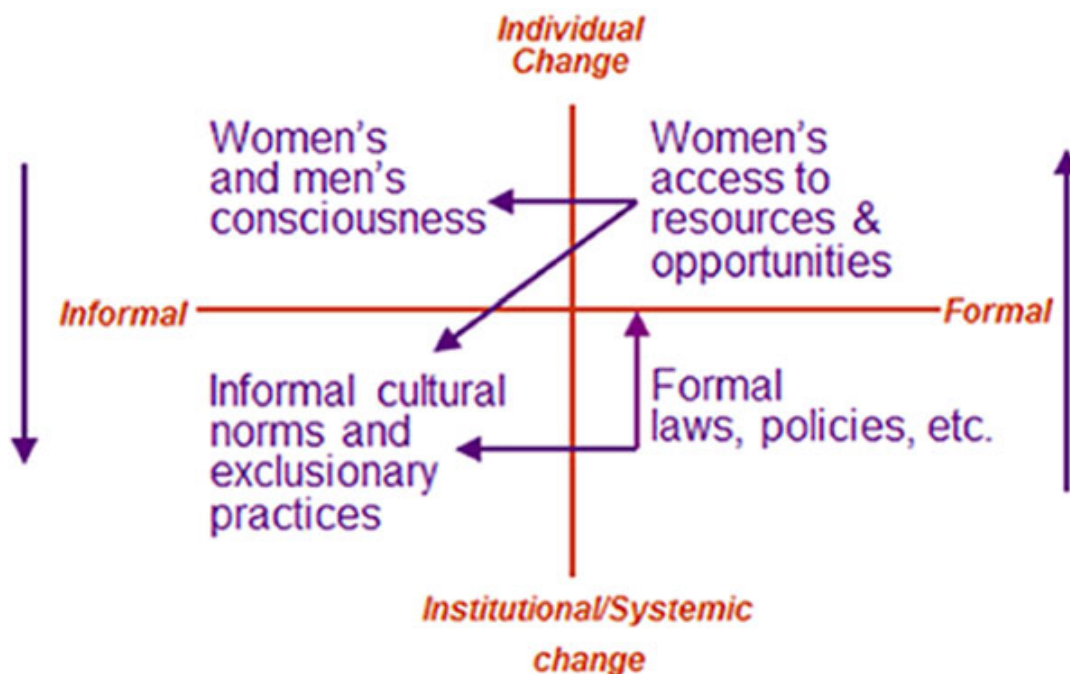 Individual
Change
Women's
and men's
consciousness
Women's
access to
resources &
opportunities
Informal
Formal
Informal cultural
norms and
exclusionary
practices
Formal
laws, policies, etc.
Institutional/Systemic
change